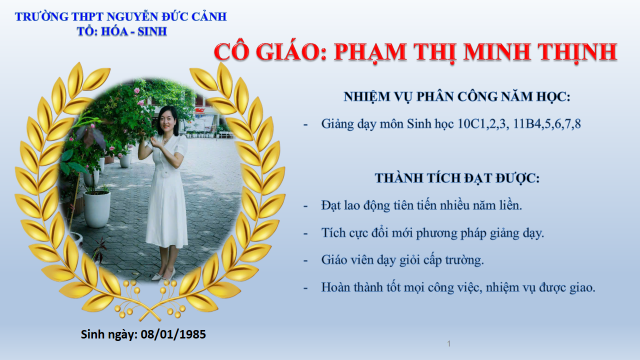 TRƯỜNG THPT NGUYỄN ĐỨC CẢNH
TỔ: HÓA - SINH
CÔ GIÁO: PHẠM THỊ MINH THỊNH
NHIỆM VỤ PHÂN CÔNG NĂM HỌC:
- Giảng dạy môn Sinh học 10C1,2,3, 11B4,5,6,7,8
THÀNH TÍCH ĐẠT ĐƯỢC:
- Đạt lao động tiên tiến nhiều năm liền.
- Tích cực đổi mới phương pháp giảng dạy.
- Giáo viên dạy giỏi cấp trường.
- Hoàn thành tốt mọi công việc, nhiệm vụ được giao.
Sinh ngày: 08/01/1985
1